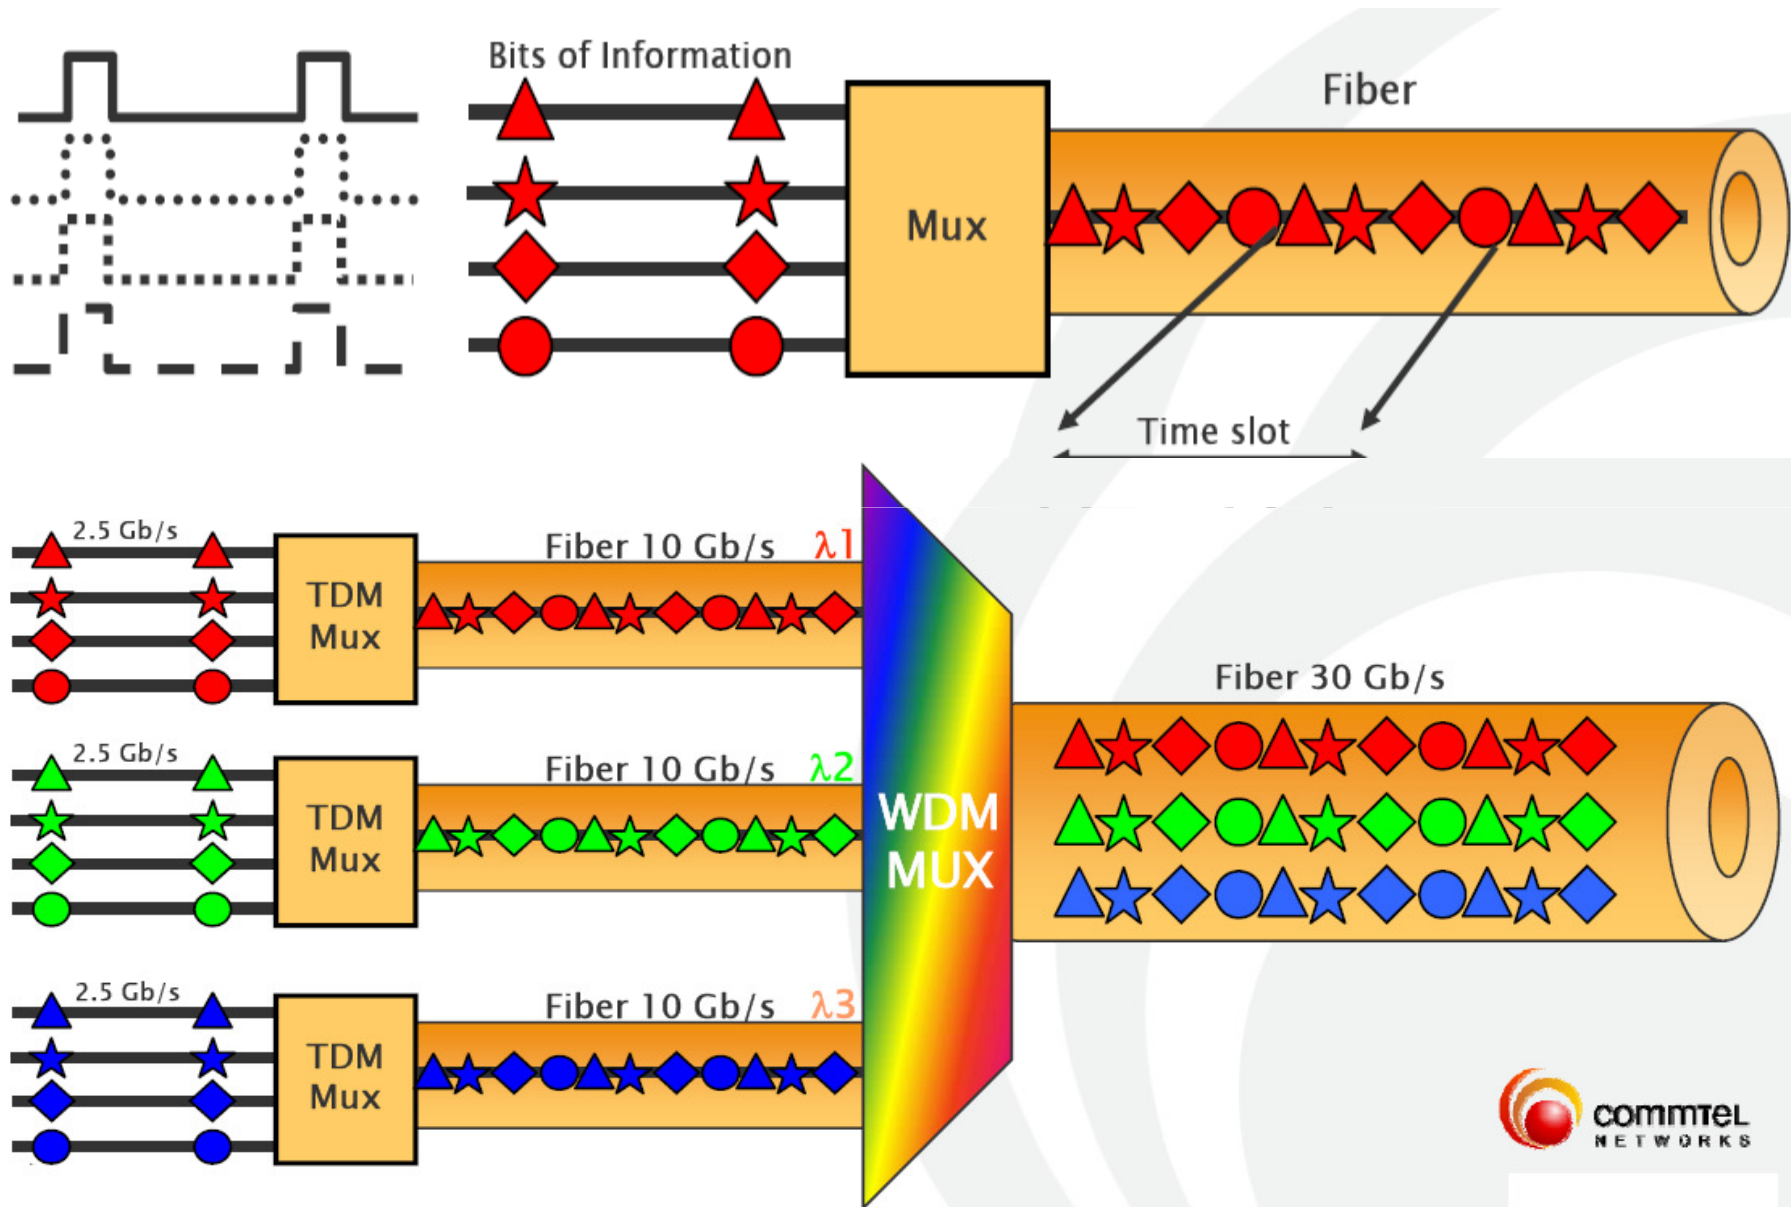 Bits of Information
Fiber
Mux
Time slot
2.5 Gb/s
TDM
Mux
Fiber 10 Gb/s
λ1
2.5 Gb/s
TDM
Mux
Fiber 10 Gb/s
λ2
2.5 Gb/s
TDM
Mux
Fiber 10 Gb/s
λ3
WDM
MUX
Fiber 30 Gb/s
commTEL
NETWORKS